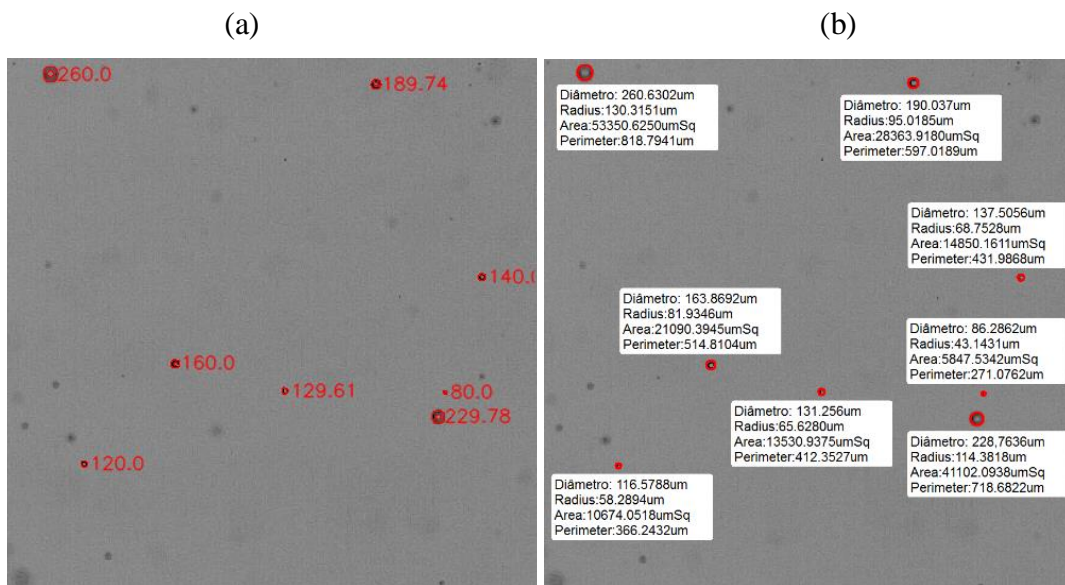 (a)
(b)
260.0
189.74
140.0
160.0
129.61
80.0
229.78
120.0
Diâmetro: 260.6302um
Radius:130.3151um
Area:53350.6250umSq
Perimeter:818.7941um
Diâmetro: 190.037um
Radius:95.0185um
Area:28363.9180umSq
Perimeter:597.0189um
Diâmetro: 137.5056um
Radius:68.7528um
Area:14850.1611umSq
Perimeter:431.9868um
Diâmetro: 163.8692um
Radius:81.9346um
Area:21090.3945umSq
Perimeter:514.8104um
Diâmetro: 86.2862um
Radius:43.1431um
Area:5847.5342umSq
Perimeter:271.0762um
Diâmetro: 131.256um
Radius:65.6280um
Area:13530.9375umSq
Perimeter:412.3527um
Diâmetro: 228,7636um
Radius:114.3818um
Area:41102.0938umSq
Perimeter:718.6822um
Diâmetro: 116.5788um
Radius:58.2894um
Area:10674.0518umSq
Perimeter:366.2432um